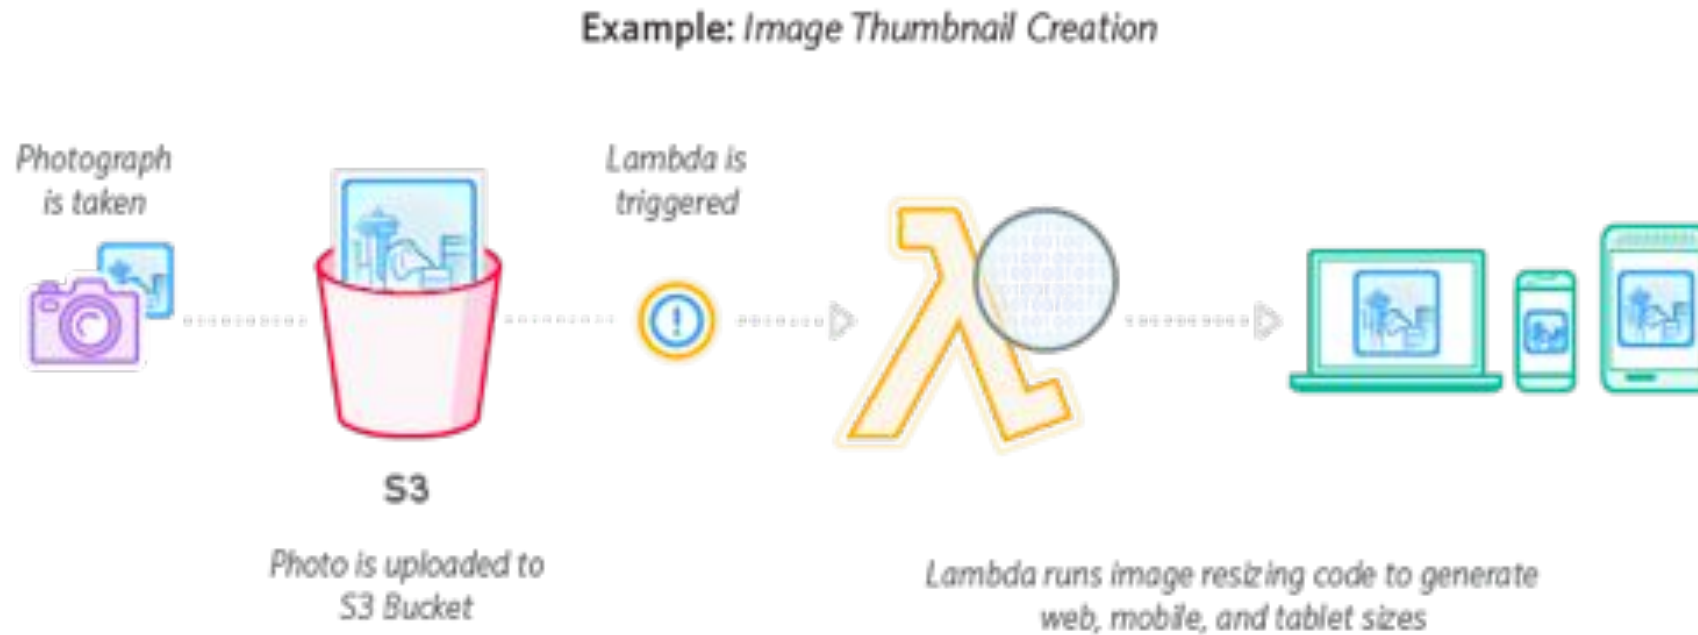 Example: Image Thumbnail Creation
Photograph
is taken
Lambda is
triggered
S3
Photo is uploaded to
S3 Bucket
Lambda runs image resizing code to generate
web, mobile, and tablet sizes